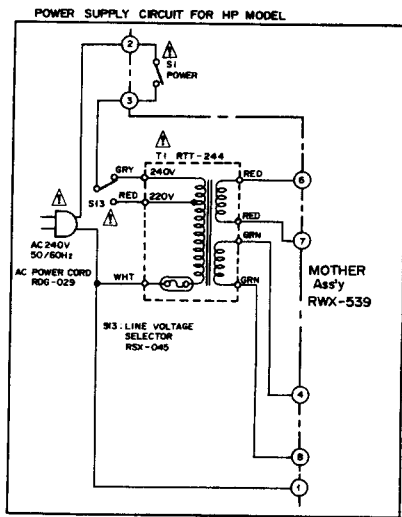 POWER SUPPLY CIRCUIT FOR HP MODEL
2
S1
POWER
3
T1 RTT-244
GRY
240V
RED
6
S13
RED
220V
RED
7
AC 240V
50/60Hz
GRN
AC POWER CORD
RDG-029
WHT
GRN
MOTHER
Ass'y
RWX-539
S13 : LINE VOLTAGE
SELECTOR
RSX-045
4
8
1